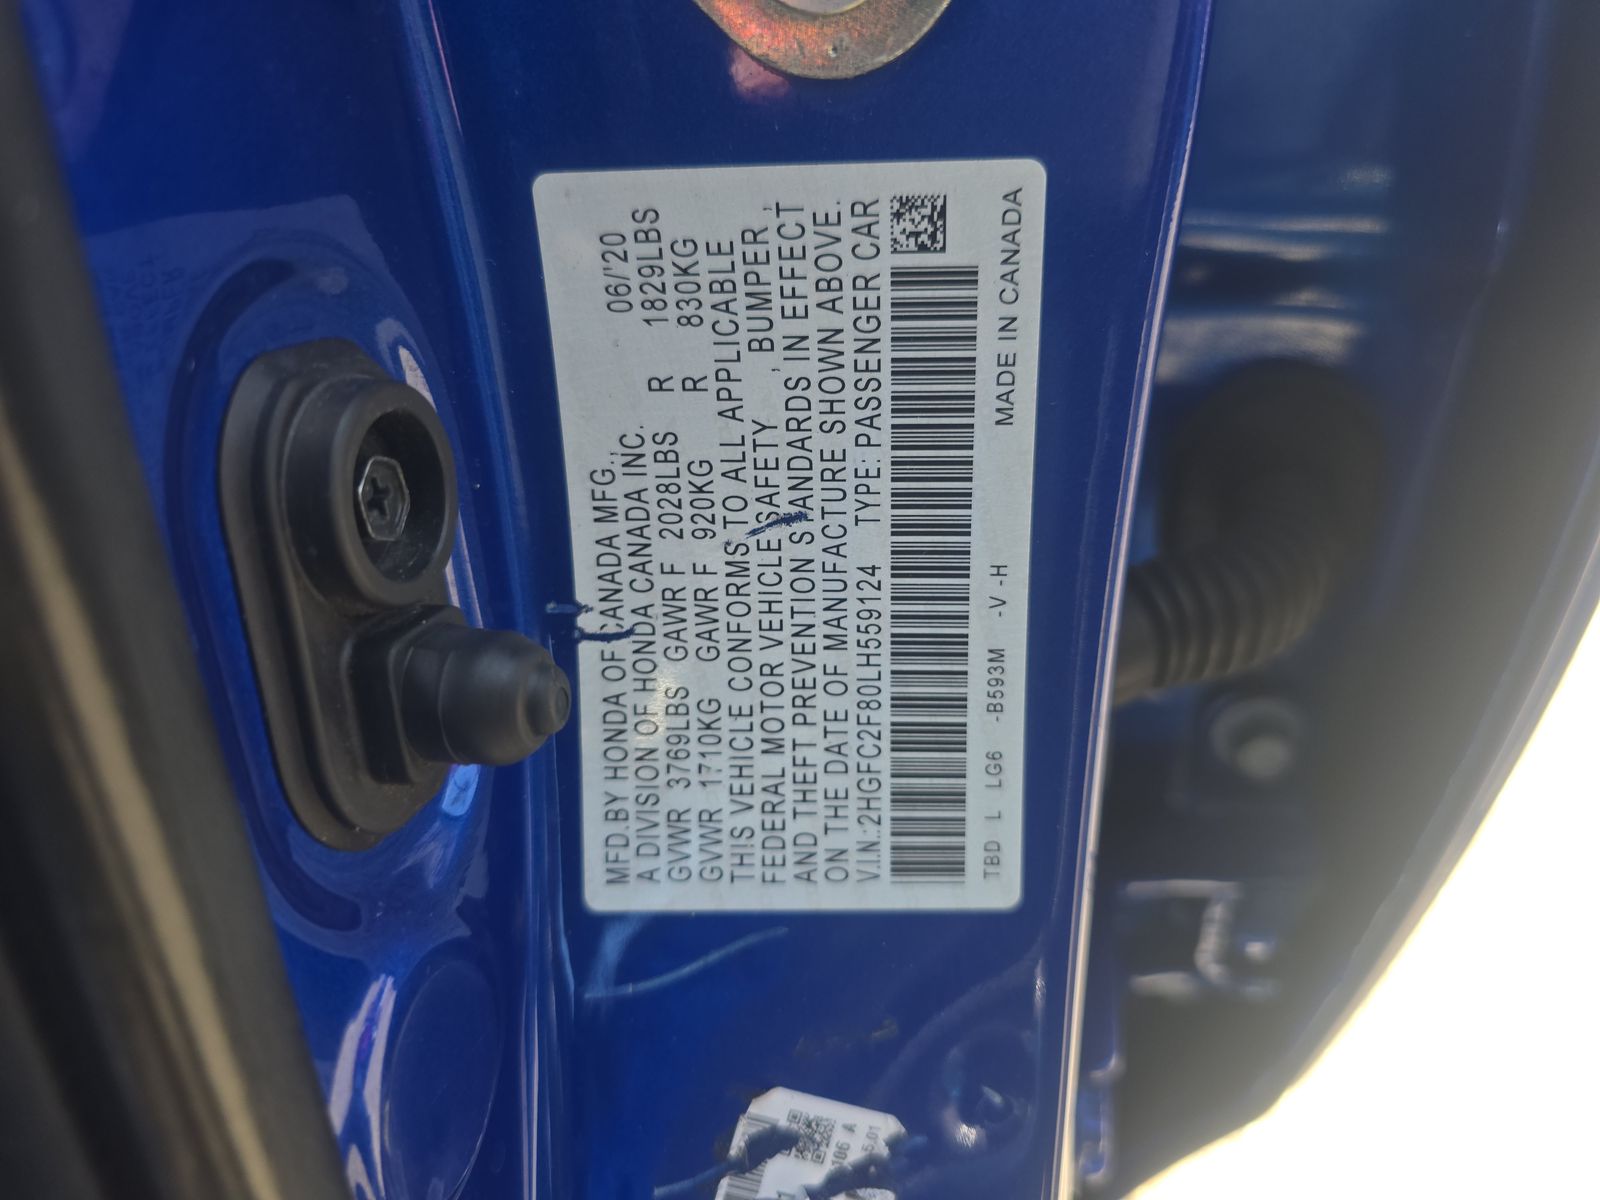 MFD.BY HONDA OF CANADA MFG., 06/'20
A DIVISION OF HONDA CANADA INC.
GVWR 3769LBS GAWR F 2028LBS R 1829LBS
GVWR 1710KG GAWR F 920KG R 830KG
THIS VEHICLE CONFORMS TO ALL APPLICABLE
FEDERAL MOTOR VEHICLE SAFETY , BUMPER ,
AND THEFT PREVENTION STANDARDS IN EFFECT
ON THE DATE OF MANUFACTURE SHOWN ABOVE.
V.I.N.:2HGFC2F80LH559124 TYPE:PASSENGER CAR
TBD L LG6 -B593M -V -H MADE IN CANADA
106 A
5.01